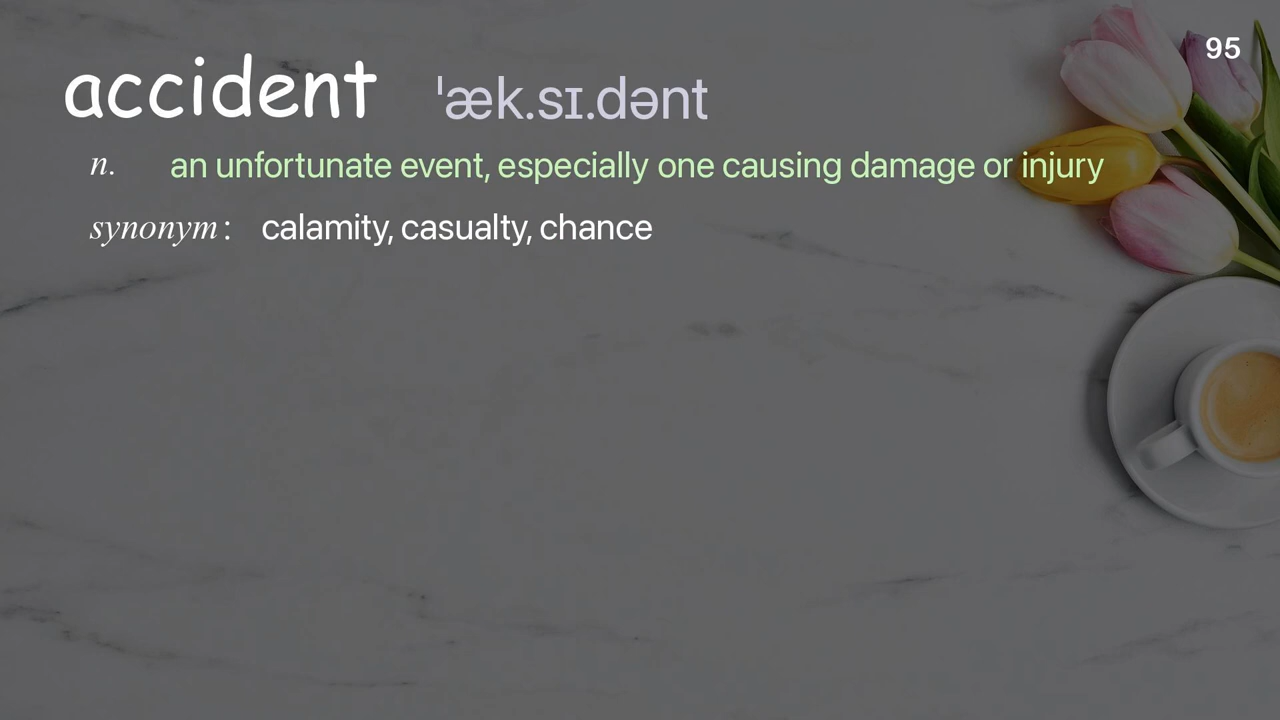 95
accident ˈæk.sɪ.dənt
n. an unfortunate event, especially one causing damage or injury
synonym: calamity, casualty, chance